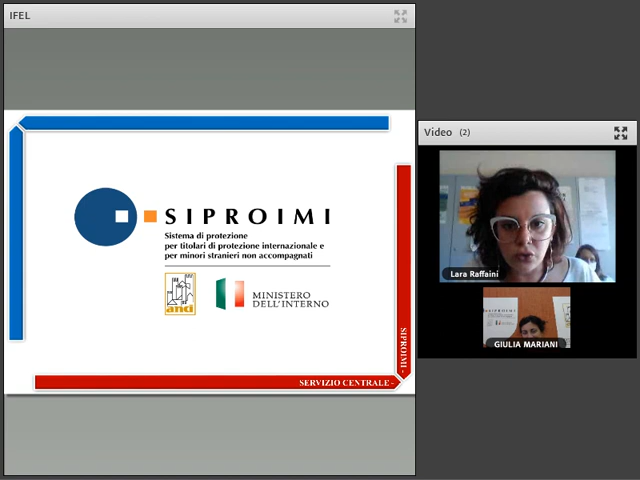 IFEL
SIPROIMI
Sistema di protezione
per titolari di protezione internazionale e
per minori stranieri non accompagnati
anci
MINISTERO
DELL'INTERNO
SERVIZIO CENTRALE -
SIPROIMI -
Video (2)
Lara Raffaini
GIULIA MARIANI